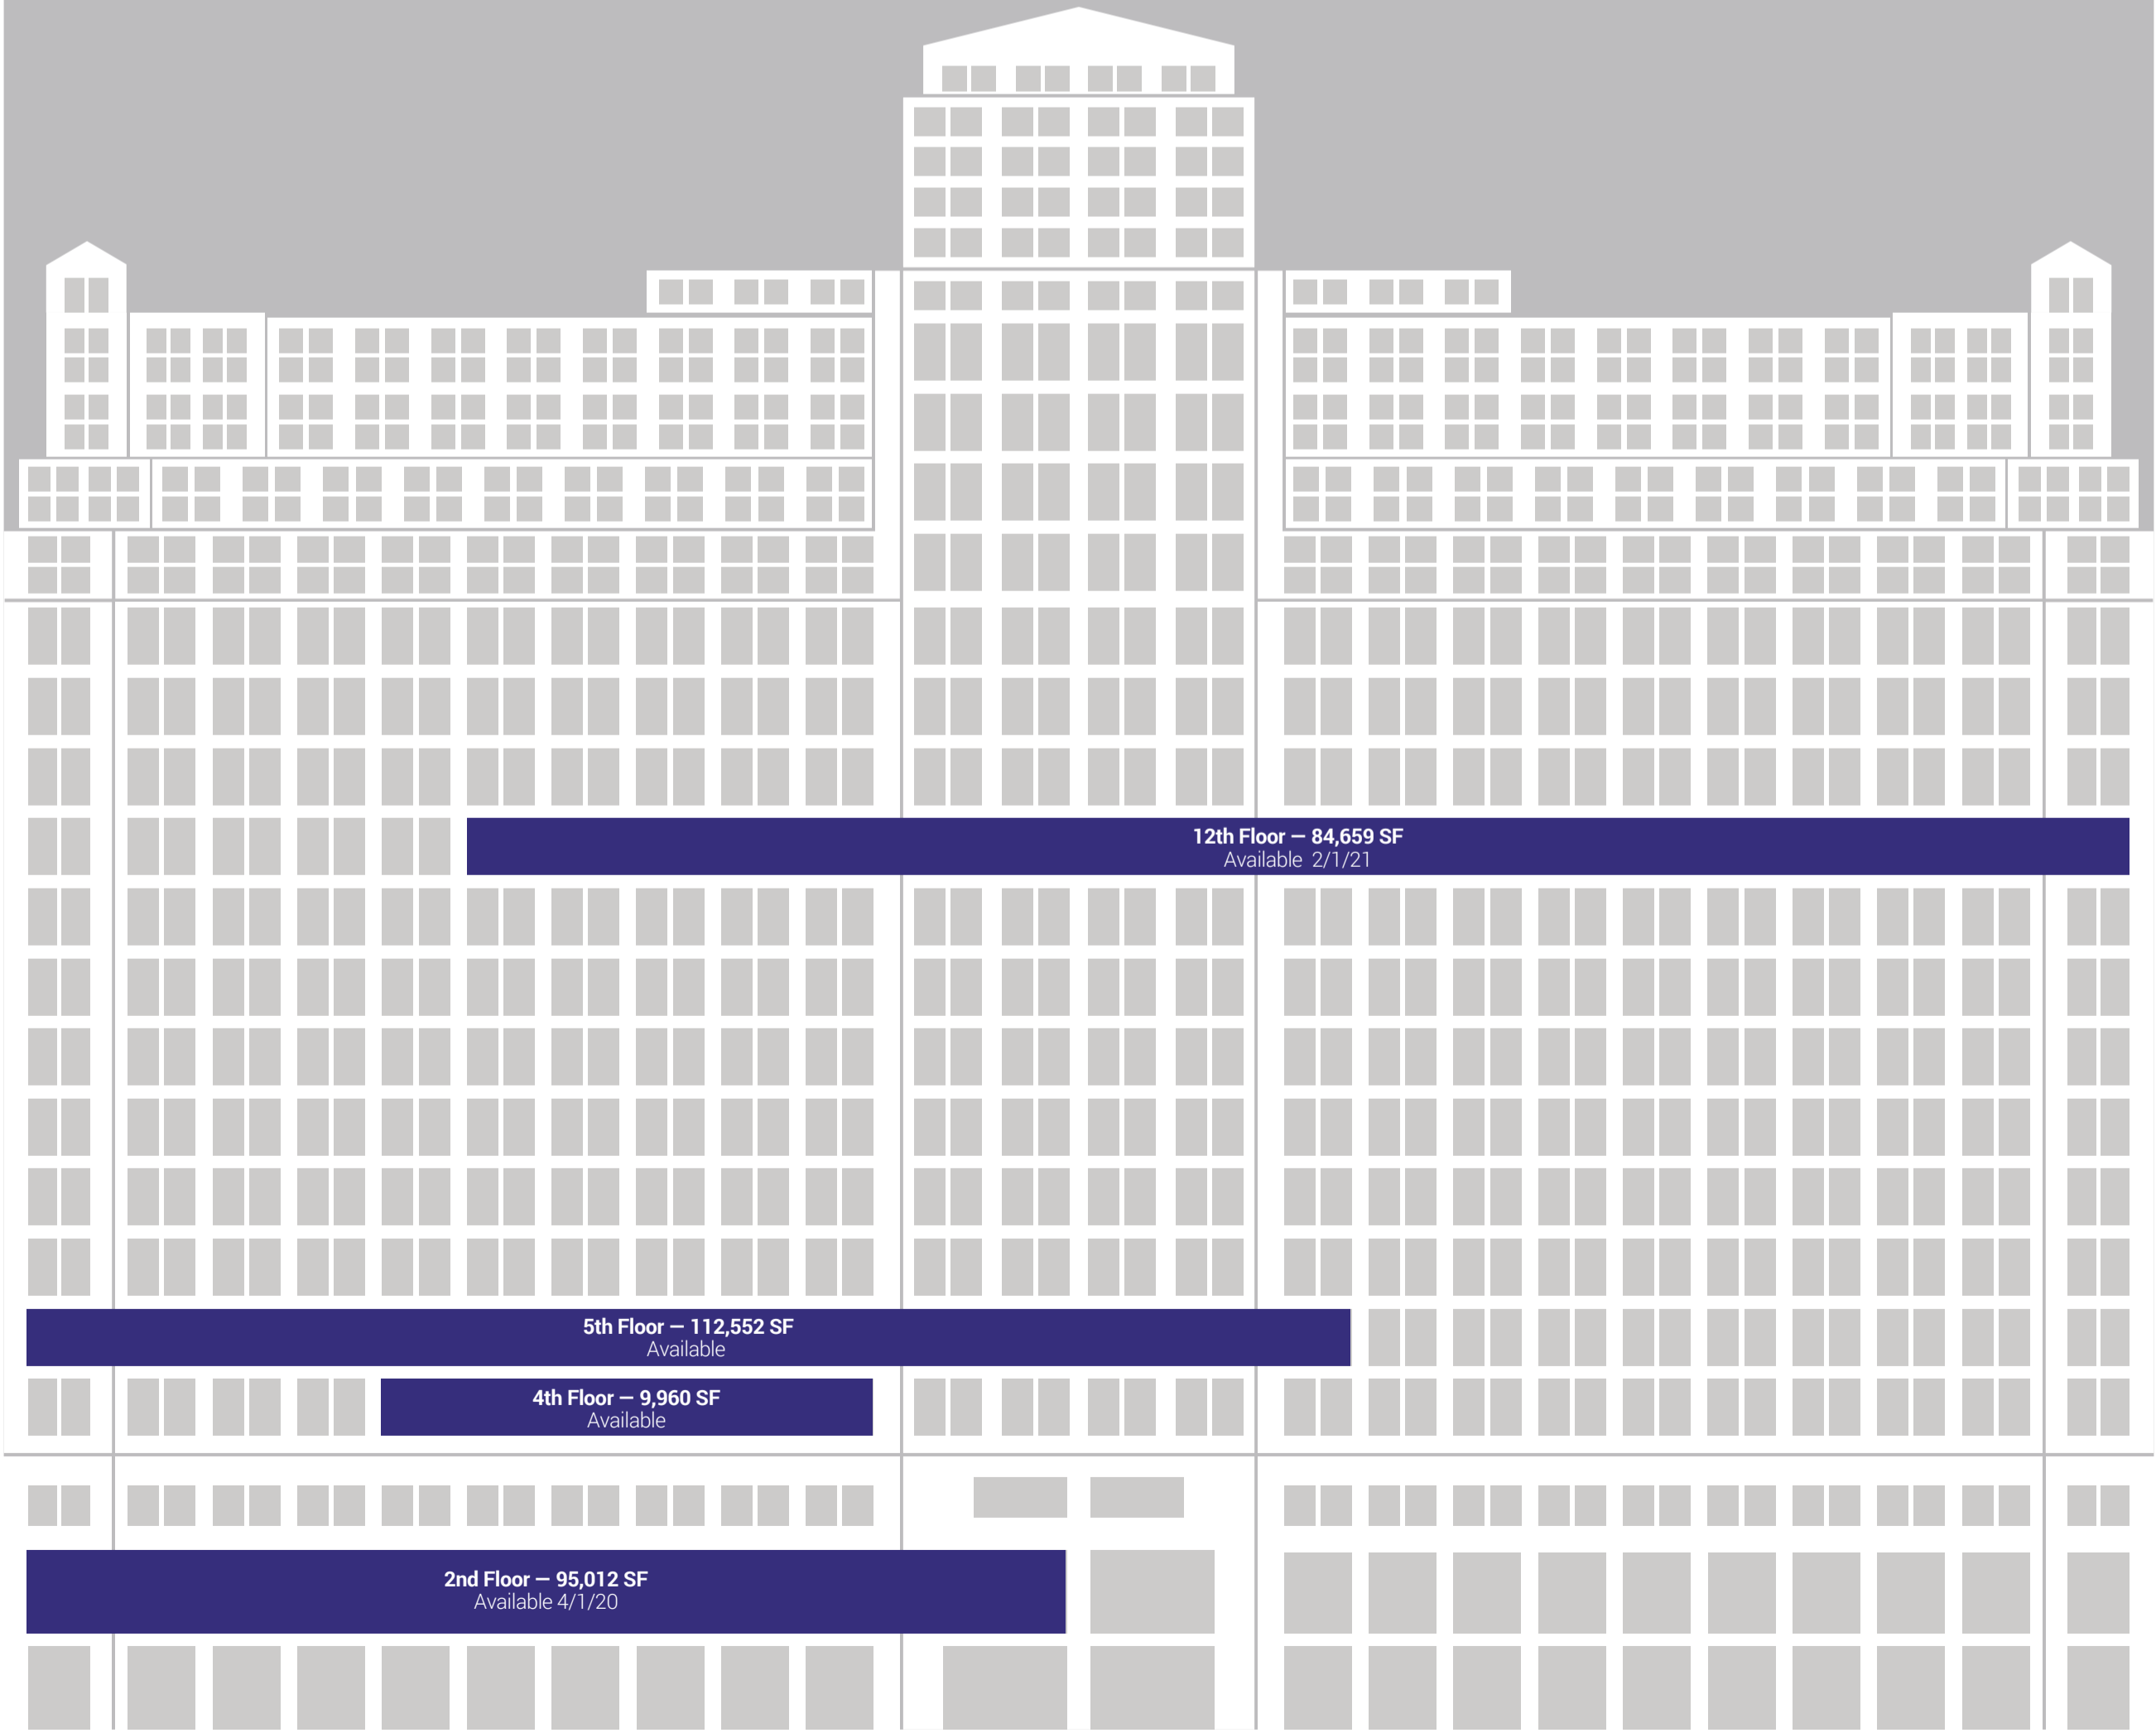 12th Floor — 84,659 SF
Available 2/1/21
5th Floor — 112,552 SF
Available
4th Floor — 9,960 SF
Available
2nd Floor — 95,012 SF
Available 4/1/20